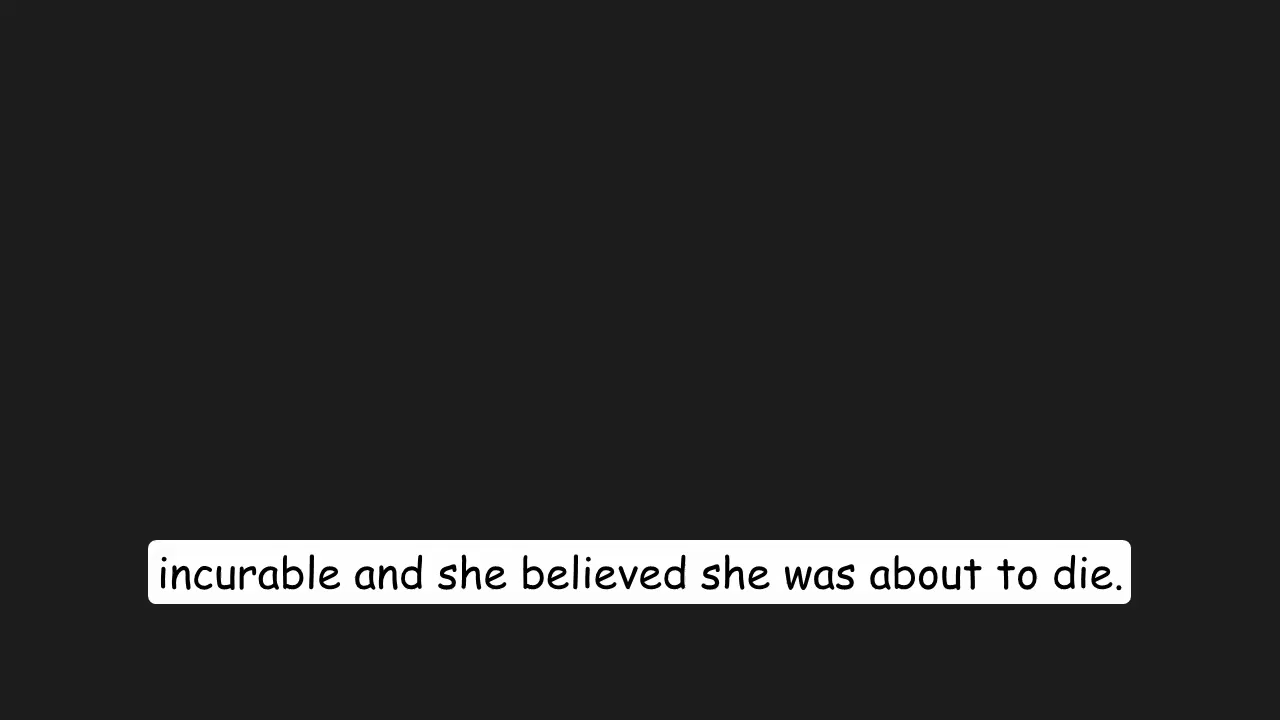 incurable and she believed she was about to die.